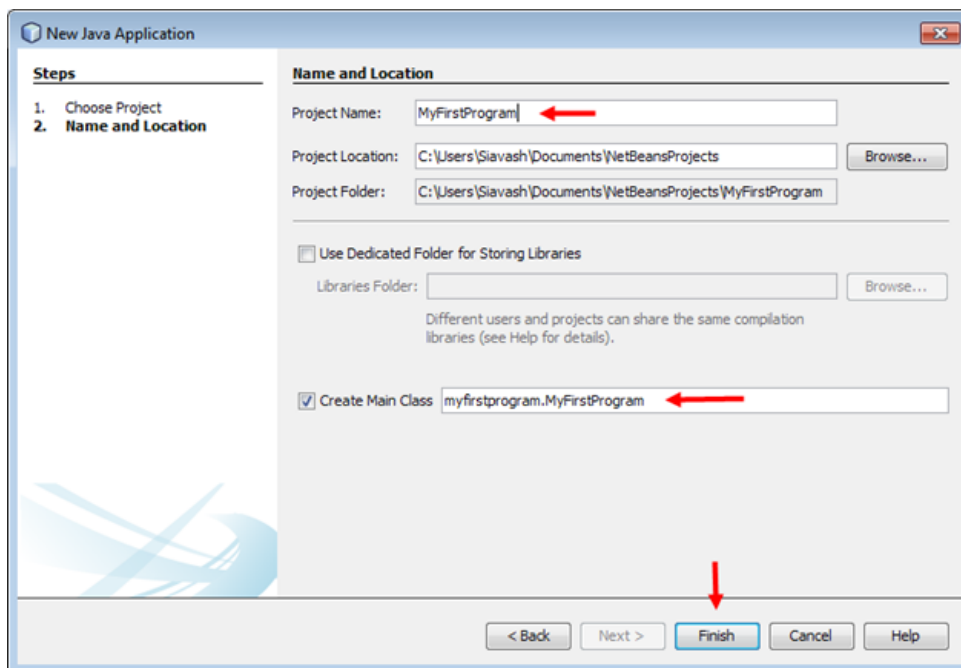 New Java Application
Steps
1. Choose Project
2. Name and Location
Name and Location
Project Name: MyFirstProgram
Project Location: C:\Users\Siavash\Documents\NetBeansProjects Browse...
Project Folder: C:\Users\Siavash\Documents\NetBeansProjects\MyFirstProgram
Use Dedicated Folder for Storing Libraries
Libraries Folder: Browse...
Different users and projects can share the same compilation
libraries (see Help for details).
Create Main Class myfirstprogram.MyFirstProgram
< Back Next > Finish Cancel Help